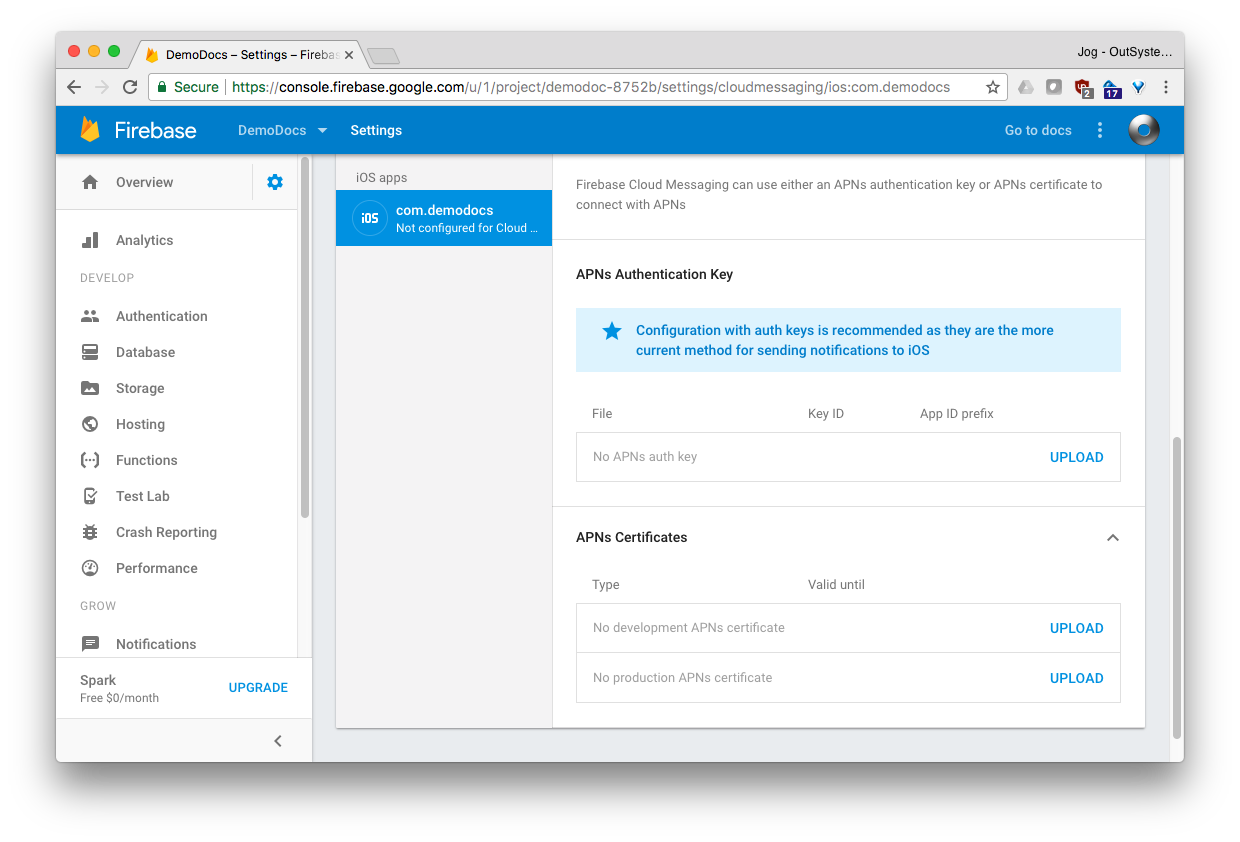 DemoDocs – Settings – Fireba
Jog - OutSyste…
Secure
https://console.firebase.google.com/u/1/project/demodoc-8752b/settings/cloudmessaging/ios:com.demodocs
2
17
Firebase
DemoDocs
Settings
Go to docs
Overview
Analytics
DEVELOP
Authentication
Database
Storage
Hosting
Functions
Test Lab
Crash Reporting
Performance
GROW
Notifications
Spark
Free $0/month
UPGRADE
iOS apps
iOS
com.demodocs
Not configured for Cloud ...
Firebase Cloud Messaging can use either an APNs authentication key or APNs certificate to
connect with APNs
APNs Authentication Key
Configuration with auth keys is recommended as they are the more
current method for sending notifications to iOS
File Key ID App ID prefix
No APNs auth key UPLOAD
APNs Certificates
Type Valid until
No development APNs certificate UPLOAD
No production APNs certificate UPLOAD